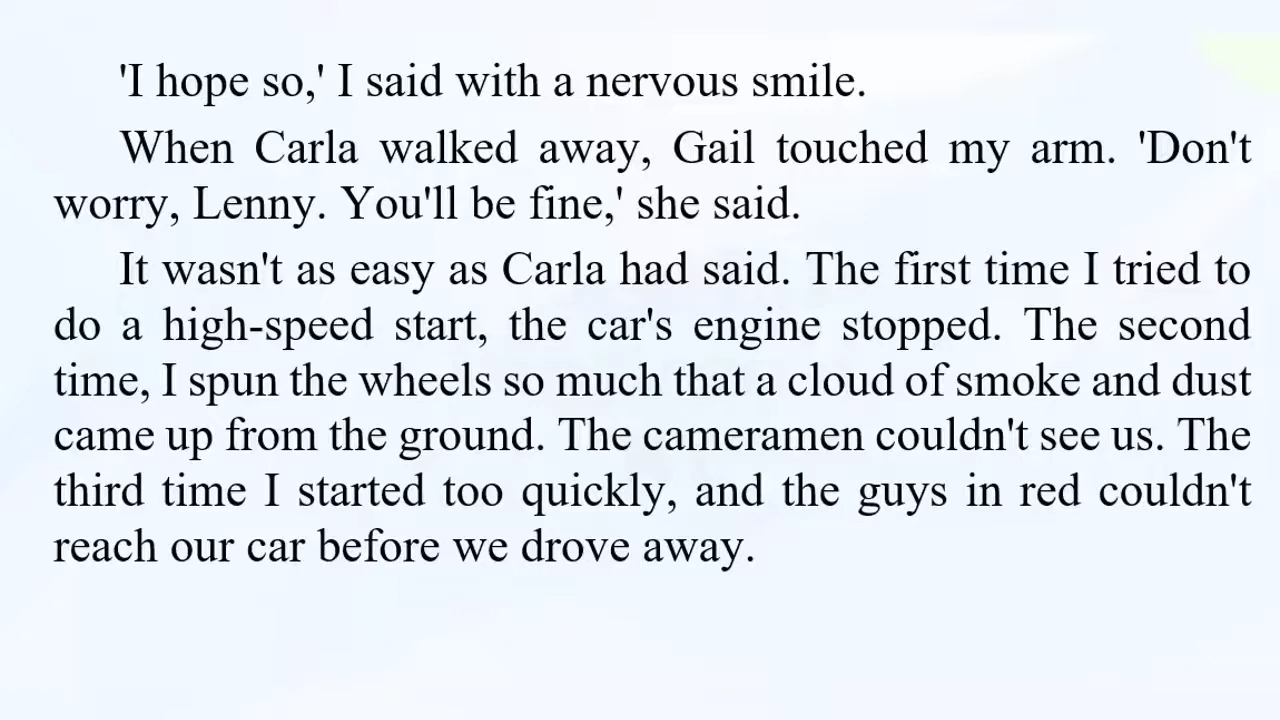 'I hope so,' I said with a nervous smile.
When Carla walked away, Gail touched my arm. 'Don't
worry, Lenny. You'll be fine,' she said.
It wasn't as easy as Carla had said. The first time I tried to
do a high-speed start, the car's engine stopped. The second
time, I spun the wheels so much that a cloud of smoke and dust
came up from the ground. The cameramen couldn't see us. The
third time I started too quickly, and the guys in red couldn't
reach our car before we drove away.